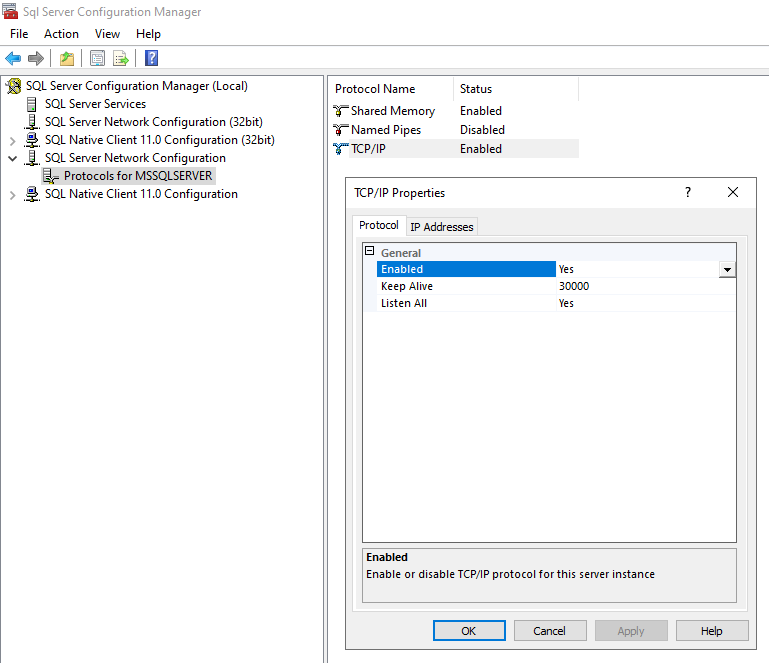 Sql Server Configuration Manager
File Action View Help
SQL Server Configuration Manager (Local)
SQL Server Services
SQL Server Network Configuration (32bit)
SQL Native Client 11.0 Configuration (32bit)
SQL Server Network Configuration
Protocols for MSSQLSERVER
SQL Native Client 11.0 Configuration
Protocol Name Status
Shared Memory Enabled
Named Pipes Disabled
TCP/IP Enabled
TCP/IP Properties
Protocol IP Addresses
General
Enabled Yes
Keep Alive 30000
Listen All Yes
Enabled
Enable or disable TCP/IP protocol for this server instance
OK Cancel Apply Help